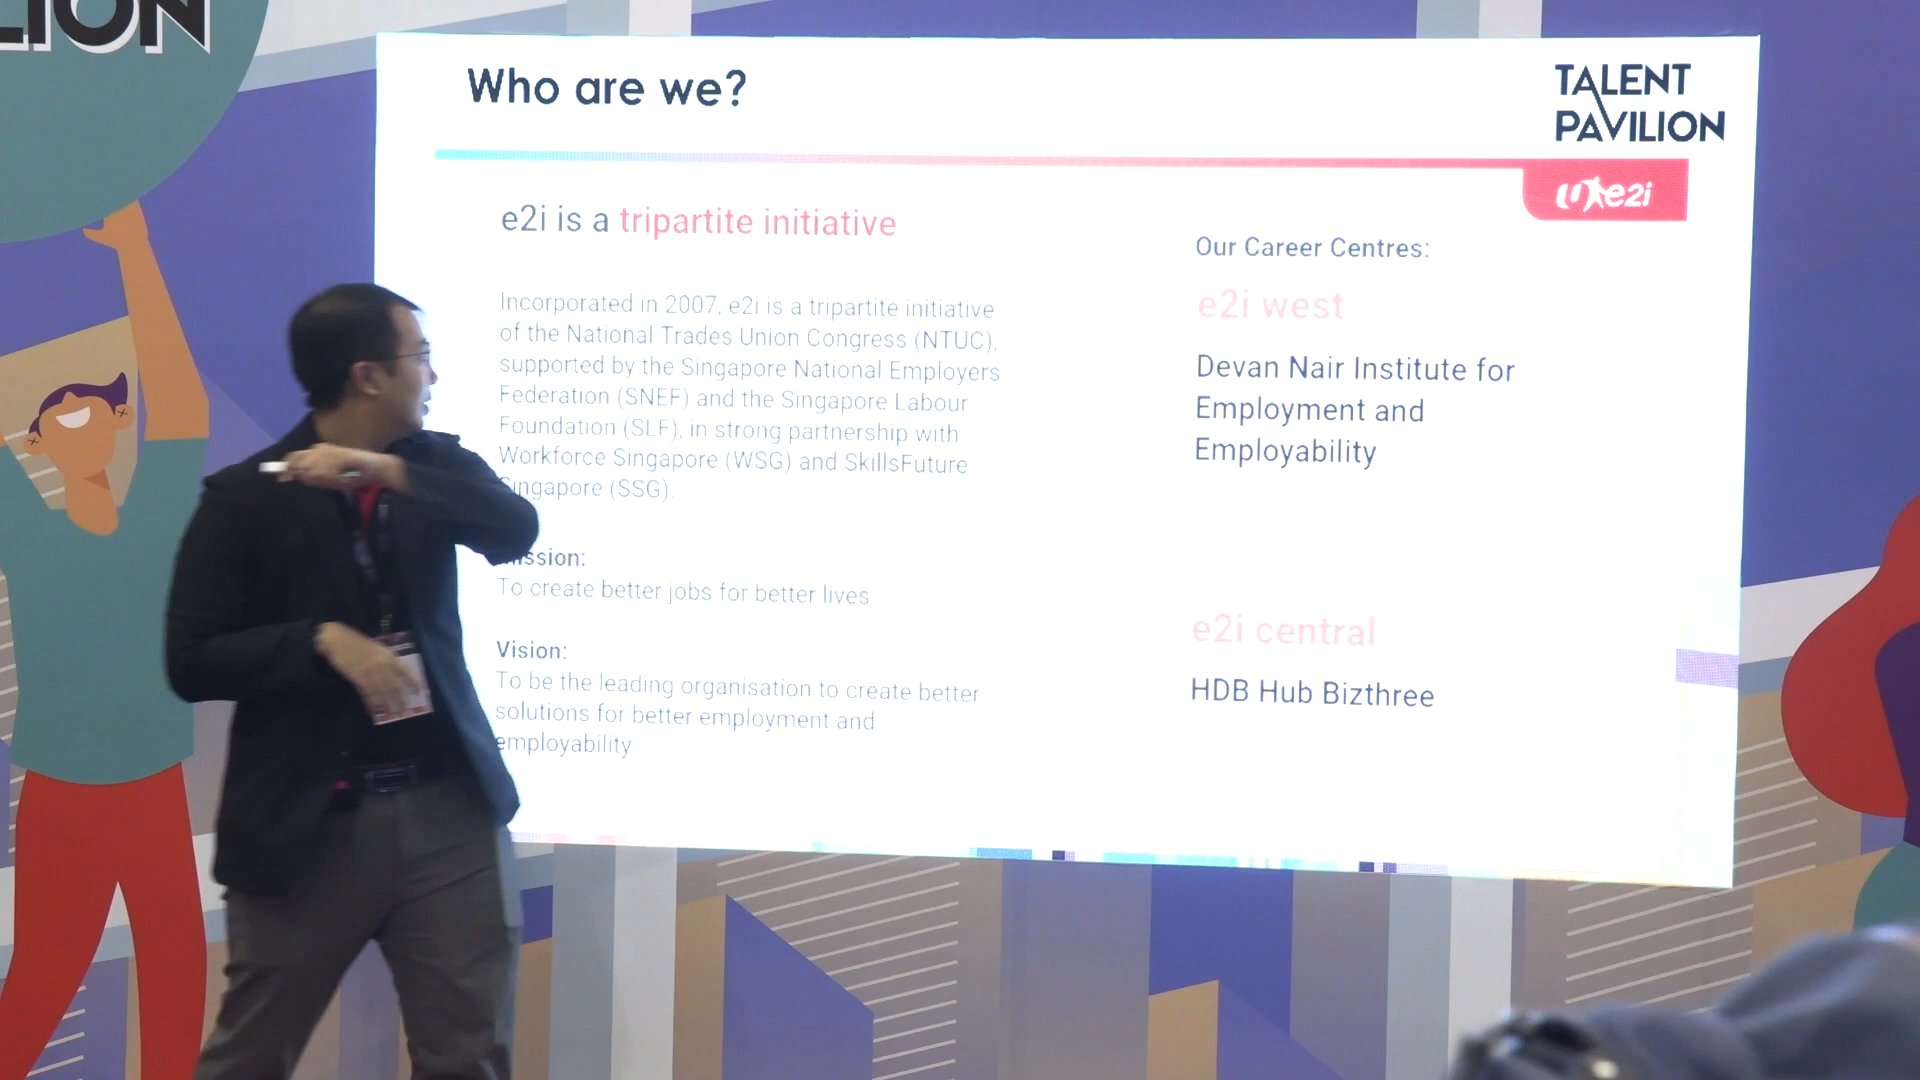 LION
Who are we?
TALENT
PAVILION
e2i
e2i is a tripartite initiative
Incorporated in 2007, e2i is a tripartite initiative
of the National Trades Union Congress (NTUC),
supported by the Singapore National Employers
Federation (SNEF) and the Singapore Labour
Foundation (SLF), in strong partnership with
Workforce Singapore (WSG) and SkillsFuture
Singapore (SSG).
Mission:
To create better jobs for better lives
Vision:
To be the leading organisation to create better
solutions for better employment and
employability
Our Career Centres:
e2i west
Devan Nair Institute for
Employment and
Employability
e2i central
HDB Hub Bizthree